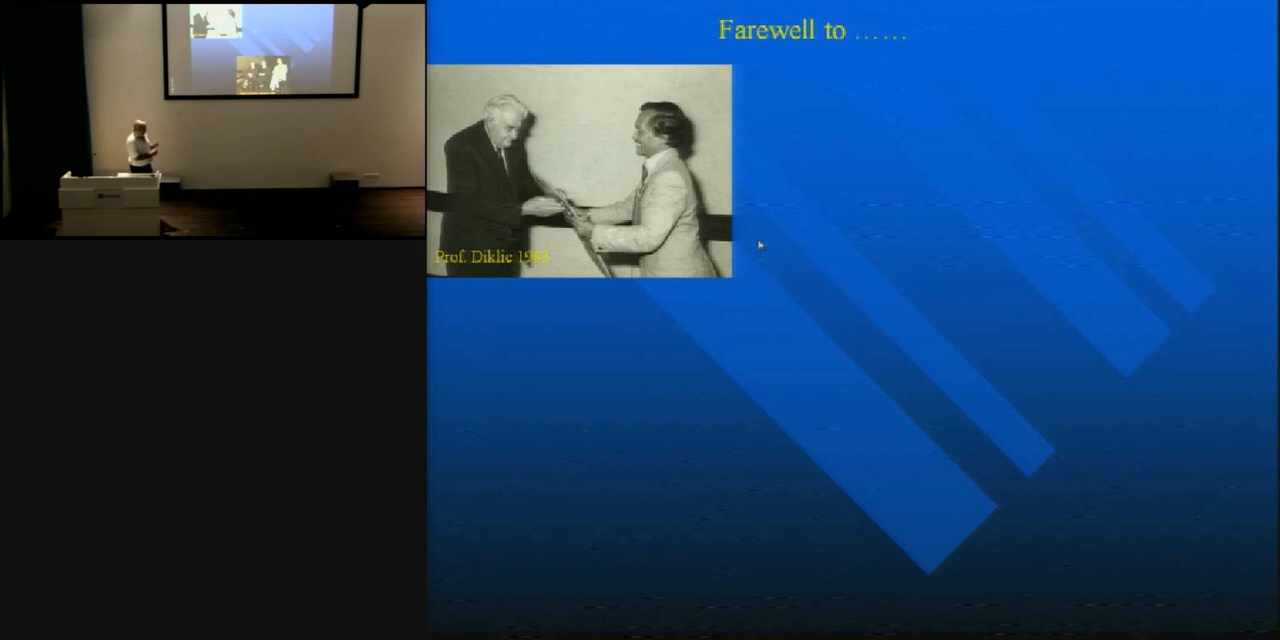 Farewell to ......
Prof. Diklic 1983